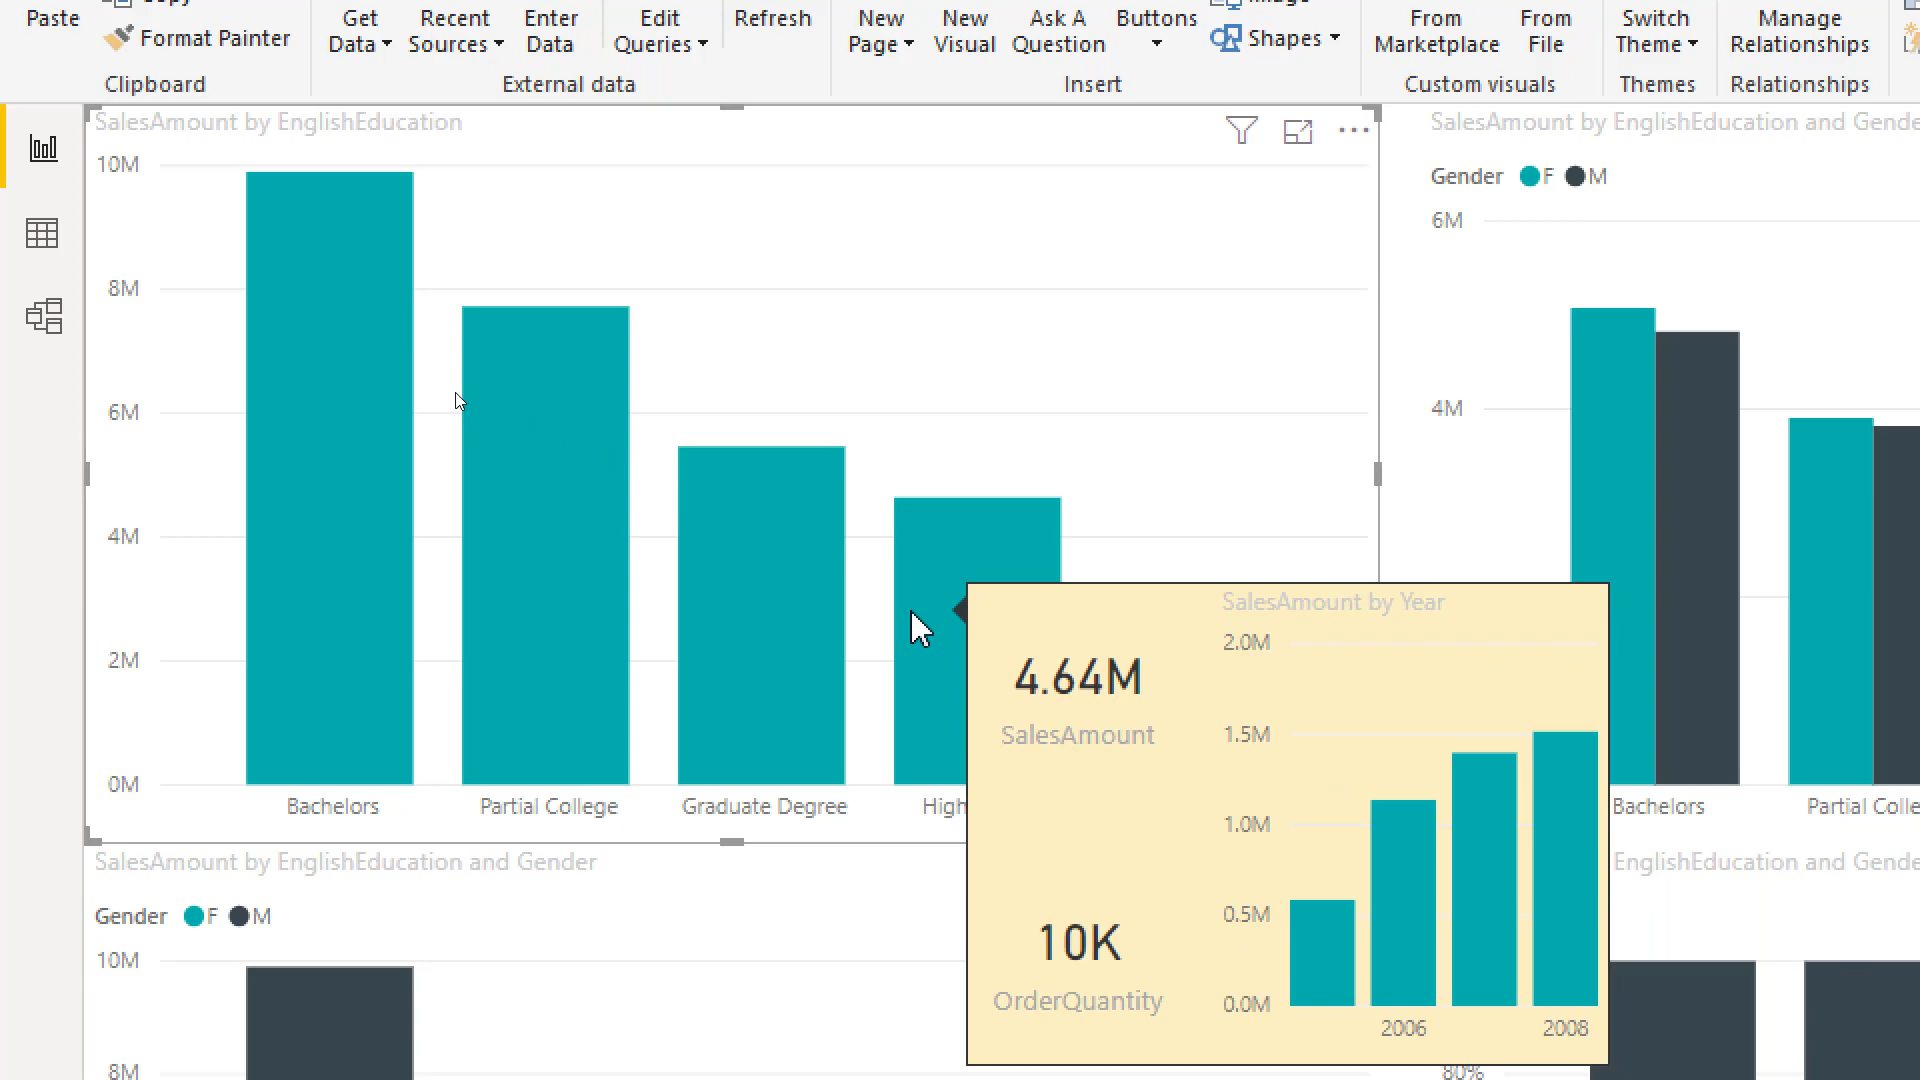 Copy
Paste
Format Painter
Clipboard
Get Data
Recent Sources
Enter Data
External data
Edit Queries
Refresh
New Page
New Visual
Ask A Question
Buttons
Image
Shapes
Insert
From Marketplace
From File
Custom visuals
Switch Theme
Themes
Manage Relationships
Relationships
SalesAmount by EnglishEducation
10M
8M
6M
4M
2M
0M
Bachelors
Partial College
Graduate Degree
High
SalesAmount by EnglishEducation and Gende
Gender F M
6M
4M
Bachelors
Partial Colle
4.64M
SalesAmount
10K
OrderQuantity
SalesAmount by Year
2.0M
1.5M
1.0M
0.5M
0.0M
2006
2008
SalesAmount by EnglishEducation and Gender
Gender F M
10M
8M
EnglishEducation and Gende
80%